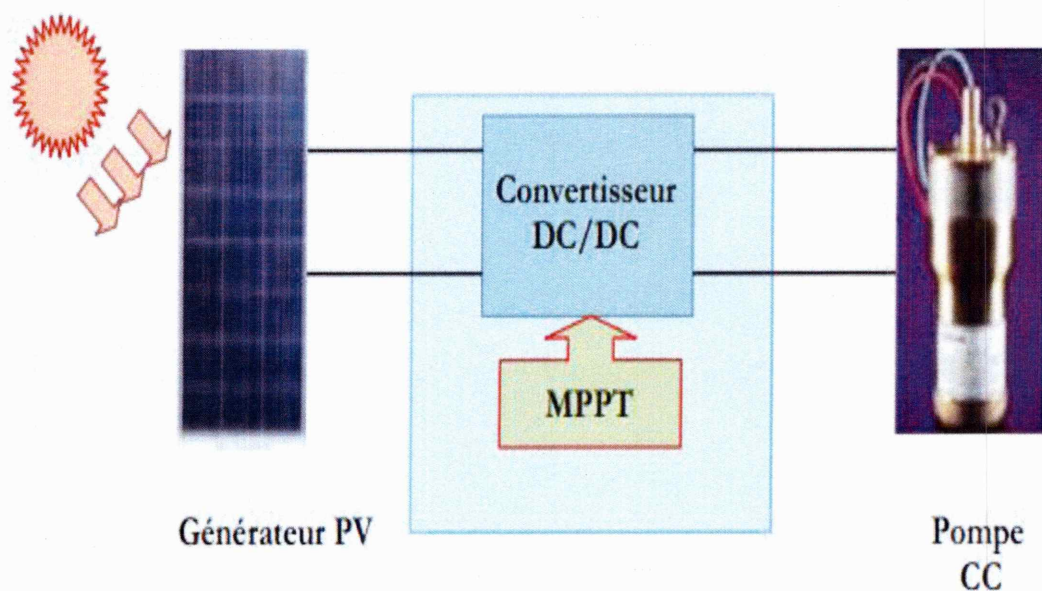 Convertisseur
DC/DC
MPPT
Générateur PV
Pompe
CC